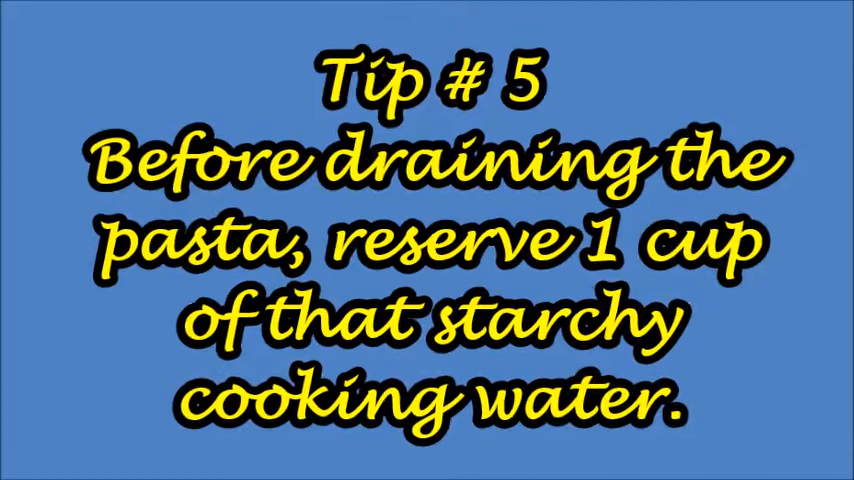 Tip # 5
Before draining the
pasta, reserve 1 cup
of that starchy
cooking water.